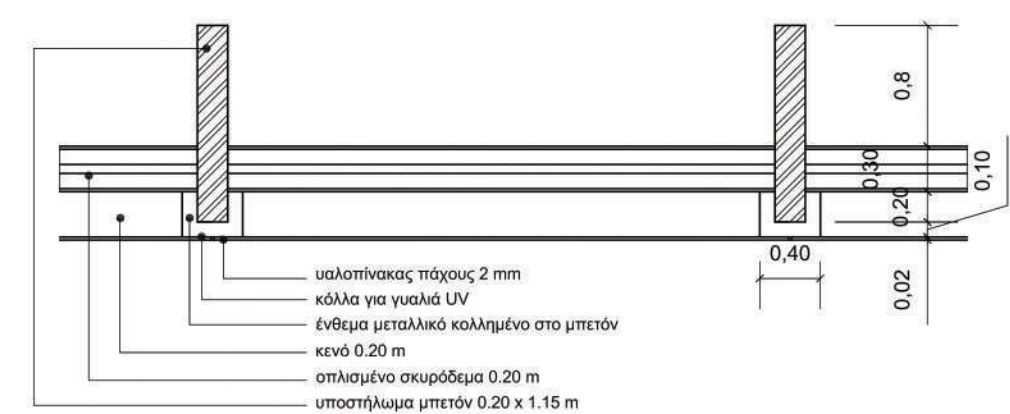 0,8
0,30
0,10
0,20
0,40
0,02
υαλοπίνακας πάχους 2 mm
κόλλα για γυαλιά UV
ένθεμα μεταλλικό κολλημένο στο μπετόν
κενό 0.20 m
οπλισμένο σκυρόδεμα 0.20 m
υποστήλωμα μπετόν 0.20 x 1.15 m